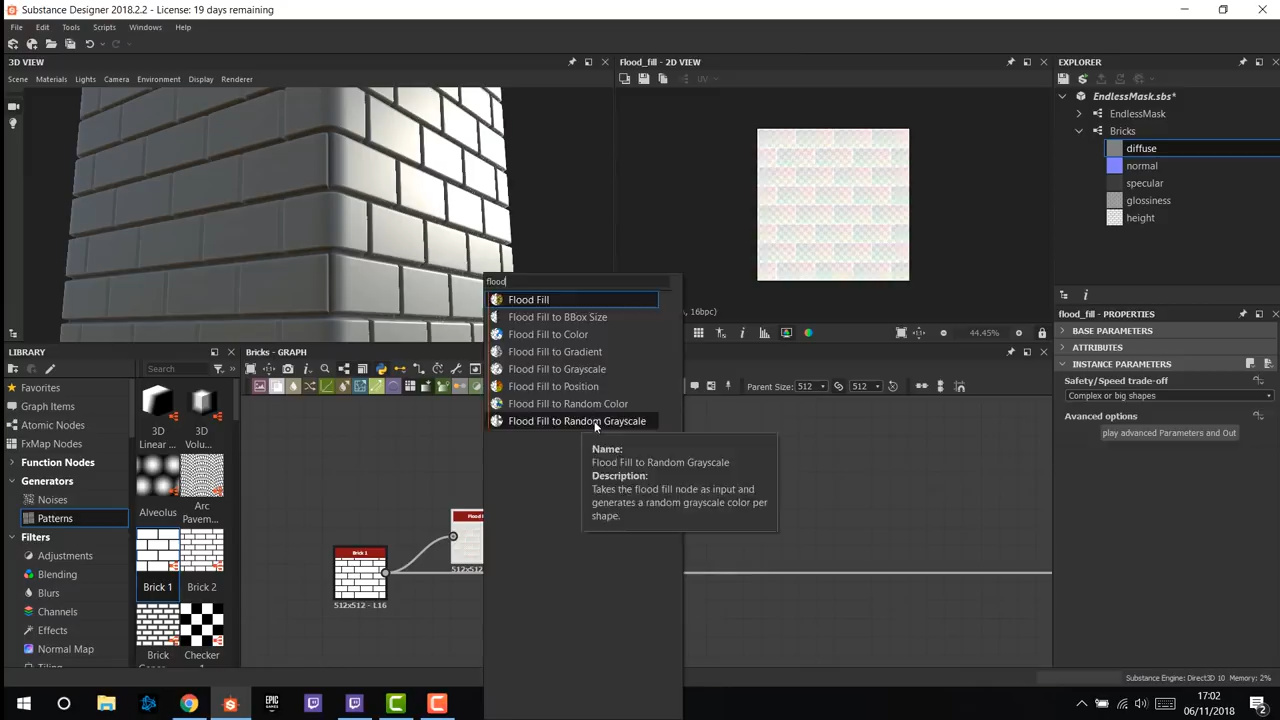 Substance Designer 2018.2.2 - License: 19 days remaining
File Edit Tools Scripts Windows Help
3D VIEW
Scene Materials Lights Camera Environment Display Renderer
Flood_fill - 2D VIEW
UV
, 16bpc)
44.45%
EXPLORER
EndlessMask.sbs*
EndlessMask
Bricks
diffuse
normal
specular
glossiness
height
flood
Flood Fill
Flood Fill to BBox Size
Flood Fill to Color
Flood Fill to Gradient
Flood Fill to Grayscale
Flood Fill to Position
Flood Fill to Random Color
Flood Fill to Random Grayscale
Name:
Flood Fill to Random Grayscale
Description:
Takes the flood fill node as input and
generates a random grayscale color per
shape.
flood_fill - PROPERTIES
BASE PARAMETERS
ATTRIBUTES
INSTANCE PARAMETERS
Safety/Speed trade-off
Complex or big shapes
Avanced options
play advanced Parameters and Out
LIBRARY
Search
Favorites
Graph Items
Atomic Nodes
FxMap Nodes
Function Nodes
Generators
Noises
Patterns
Filters
Adjustments
Blending
Blurs
Channels
Effects
Normal Map
3D
Linear ...
3D
Volu...
Alveolus
Arc
Pavem...
Brick 1
Brick 2
Brick
Checker
Bricks - GRAPH
Parent Size: 512 512
Brick 1
512x512 - L16
Flood
512x512
Substance Engine: Direct3D 10 Memory: 2%
EPIC
GAMES
17:02
06/11/2018
2